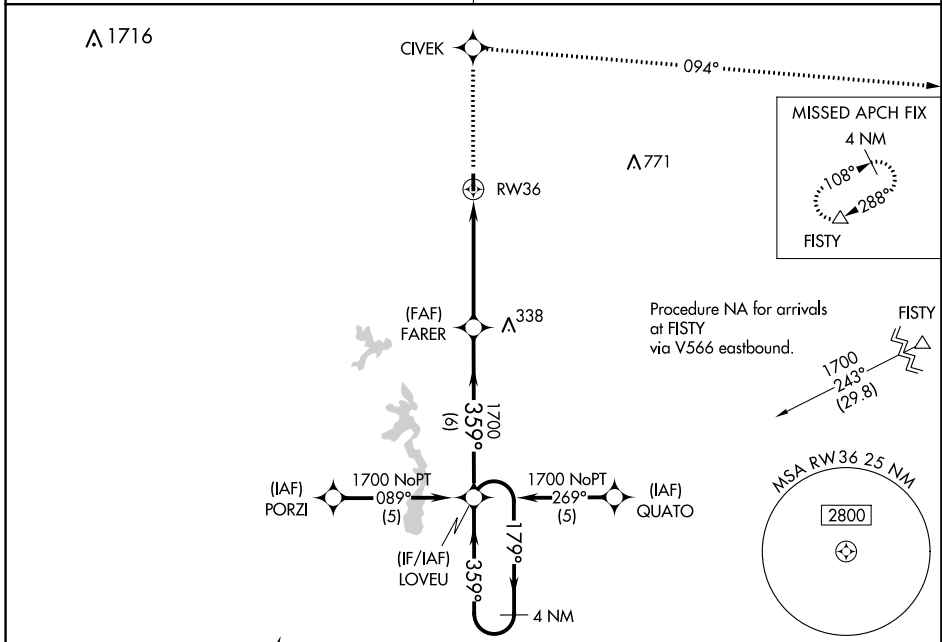 1716
CIVEK
094°
MISSED APCH FIX
4 NM
108°
288°
FISTY
771
RW36
(FAF)
FARER
338
Procedure NA for arrivals
at FISTY
via V566 eastbound.
FISTY
1700
243°
(29.8)
1700
359°
(6)
(IAF)
PORZI
1700 NoPT
089°
(5)
1700 NoPT
269°
(5)
(IAF)
QUATO
(IF/IAF)
LOVEU
359°
179°
4 NM
MSA RW36 25 NM
2800